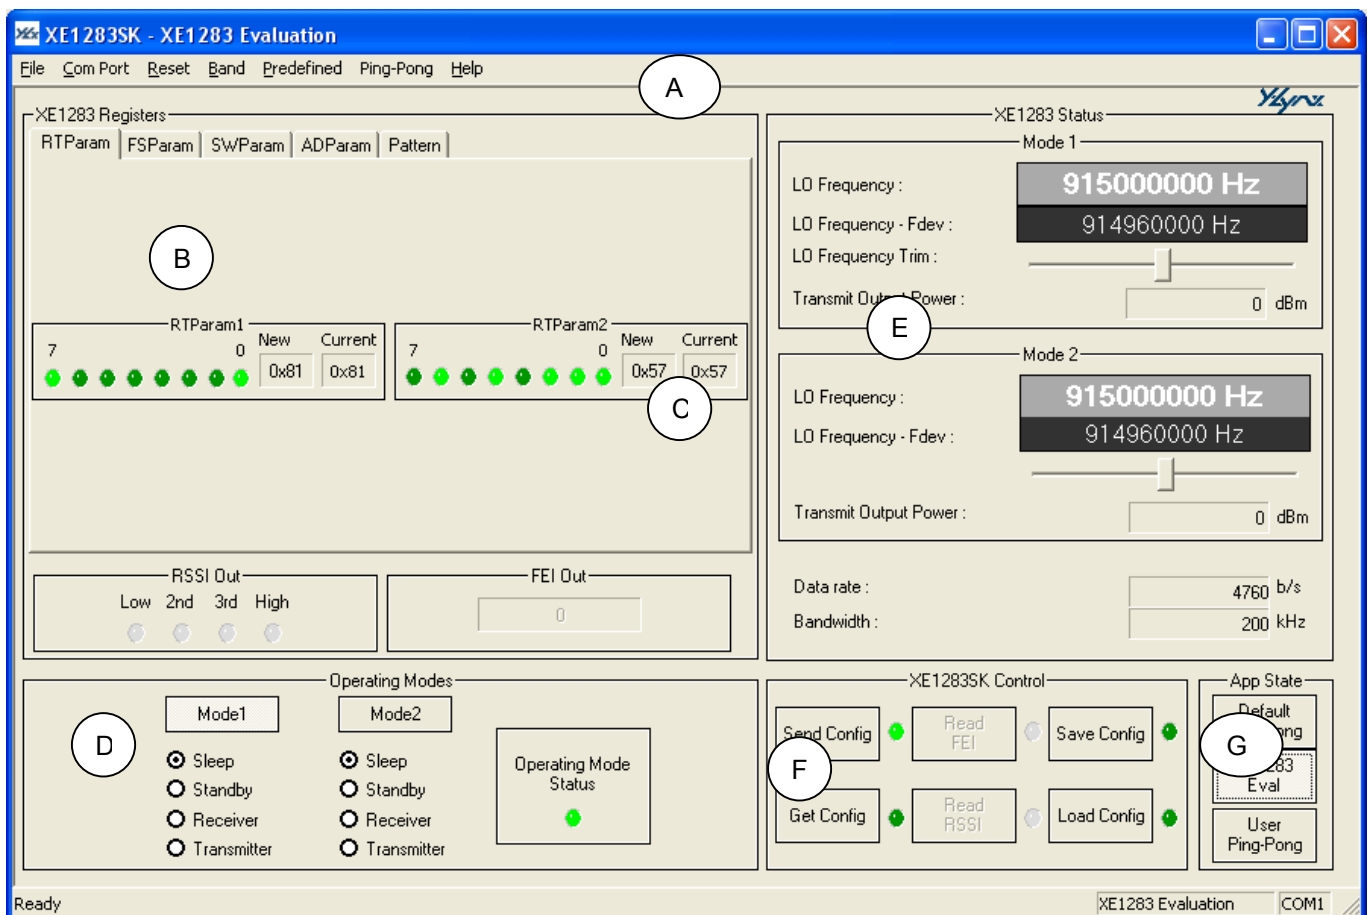 XE1283SK - XE1283 Evaluation
File Com Port Reset Band Predefined Ping-Pong Help
A
XLynx
XE1283 Registers
RTParam FSParam SWParam ADParam Pattern
B
RTParam1
7 0 New Current
0x81 0x81
RTParam2
7 0 New Current
0x57 0x57
C
RSSI Out
Low 2nd 3rd High
FEI Out
0
XE1283 Status
Mode 1
LO Frequency : 915000000 Hz
LO Frequency - Fdev : 914960000 Hz
LO Frequency Trim :
Transmit Output Power : 0 dBm
E
Mode 2
LO Frequency : 915000000 Hz
LO Frequency - Fdev : 914960000 Hz
Transmit Output Power : 0 dBm
Data rate : 4760 b/s
Bandwidth : 200 kHz
Operating Modes
D
Mode1 Mode2
Sleep Sleep
Standby Standby
Receiver Receiver
Transmitter Transmitter
Operating Mode
Status
XE1283SK Control
Send Config
Read
FEI
Save Config
F
Get Config
Read
RSSI
Load Config
App State
Default
G
Eval
User
Ping-Pong
Ready XE1283 Evaluation COM1